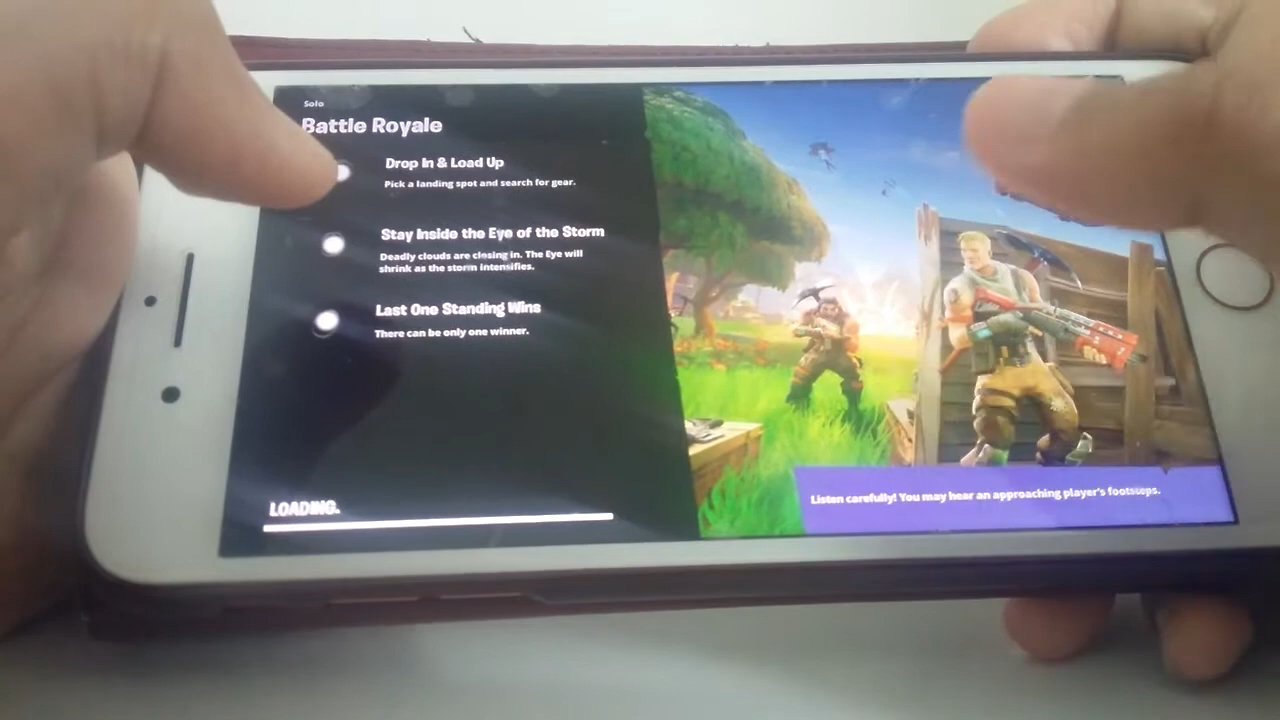 Solo
Battle Royale
Drop In & Load Up
Pick a landing spot and search for gear.
Stay Inside the Eye of the Storm
Deadly clouds are closing in. The Eye will
shrink as the storm intensifies.
Last One Standing Wins
There can be only one winner.
LOADING.
Listen carefully! You may hear an approaching player's footsteps.